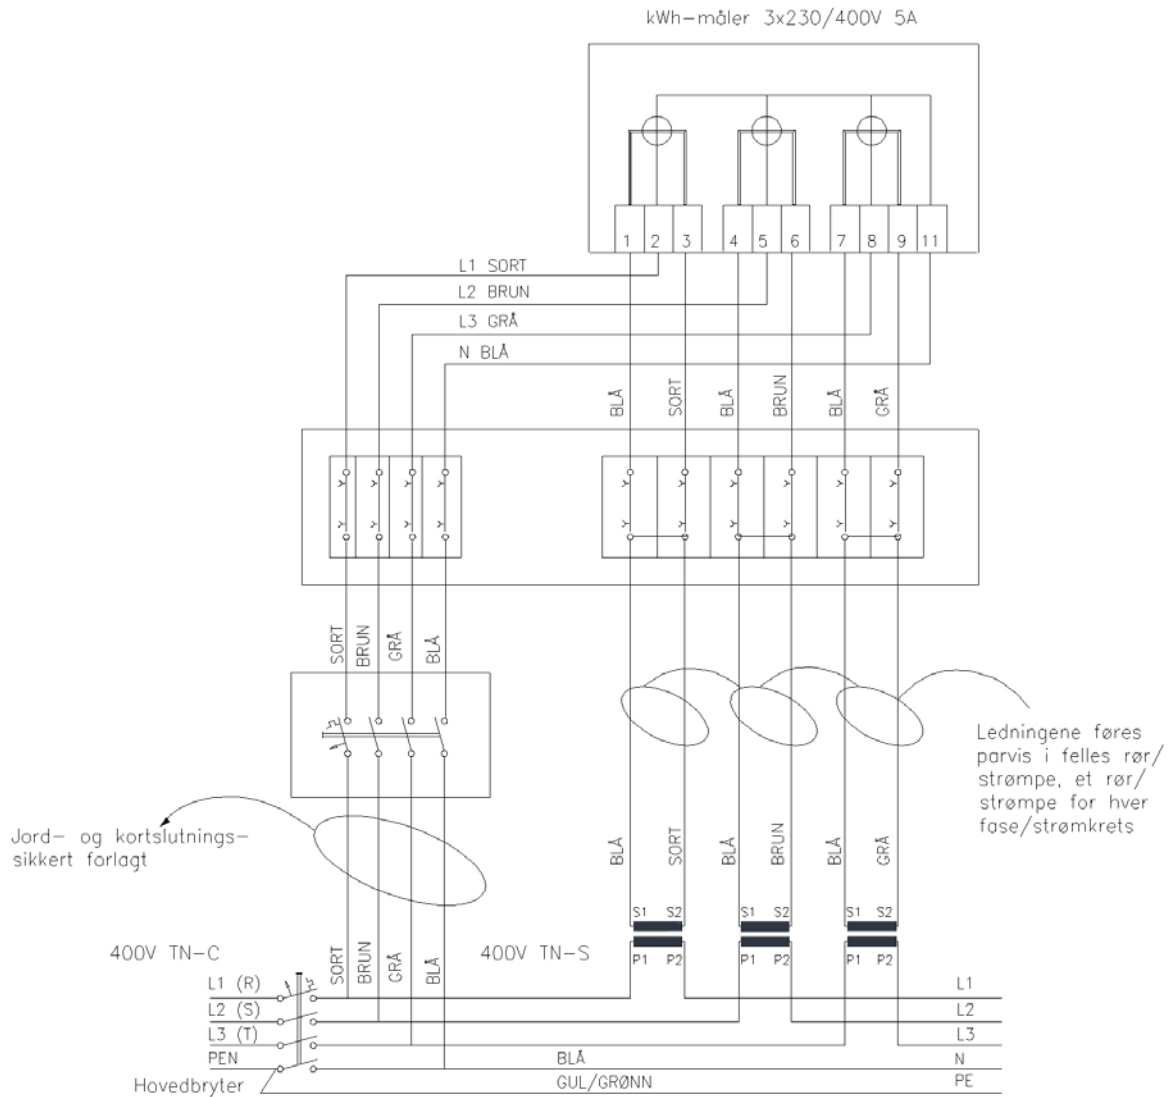 kWh-måler 3x230/400V 5A
1 2 3 4 5 6 7 8 9 11
L1 SORT
L2 BRUN
L3 GRÅ
N BLÅ
BLÅ SORT BLÅ BRUN BLÅ GRÅ
SORT BRUN GRÅ BLÅ
Ledningene føres
parvis i felles rør/
strømpe, et rør/
strømpe for hver
fase/strømkrets
Jord- og kortslutnings-
sikkert forlagt
BLÅ SORT BLÅ BRUN BLÅ GRÅ
S1 S2 S1 S2 S1 S2
P1 P2 P1 P2 P1 P2
400V TN-C
400V TN-S
SORT BRUN GRÅ BLÅ
L1 (R)
L1
L2 (S)
L2
L3 (T)
L3
PEN
BLÅ
N
Hovedbryter
GUL/GRØNN
PE